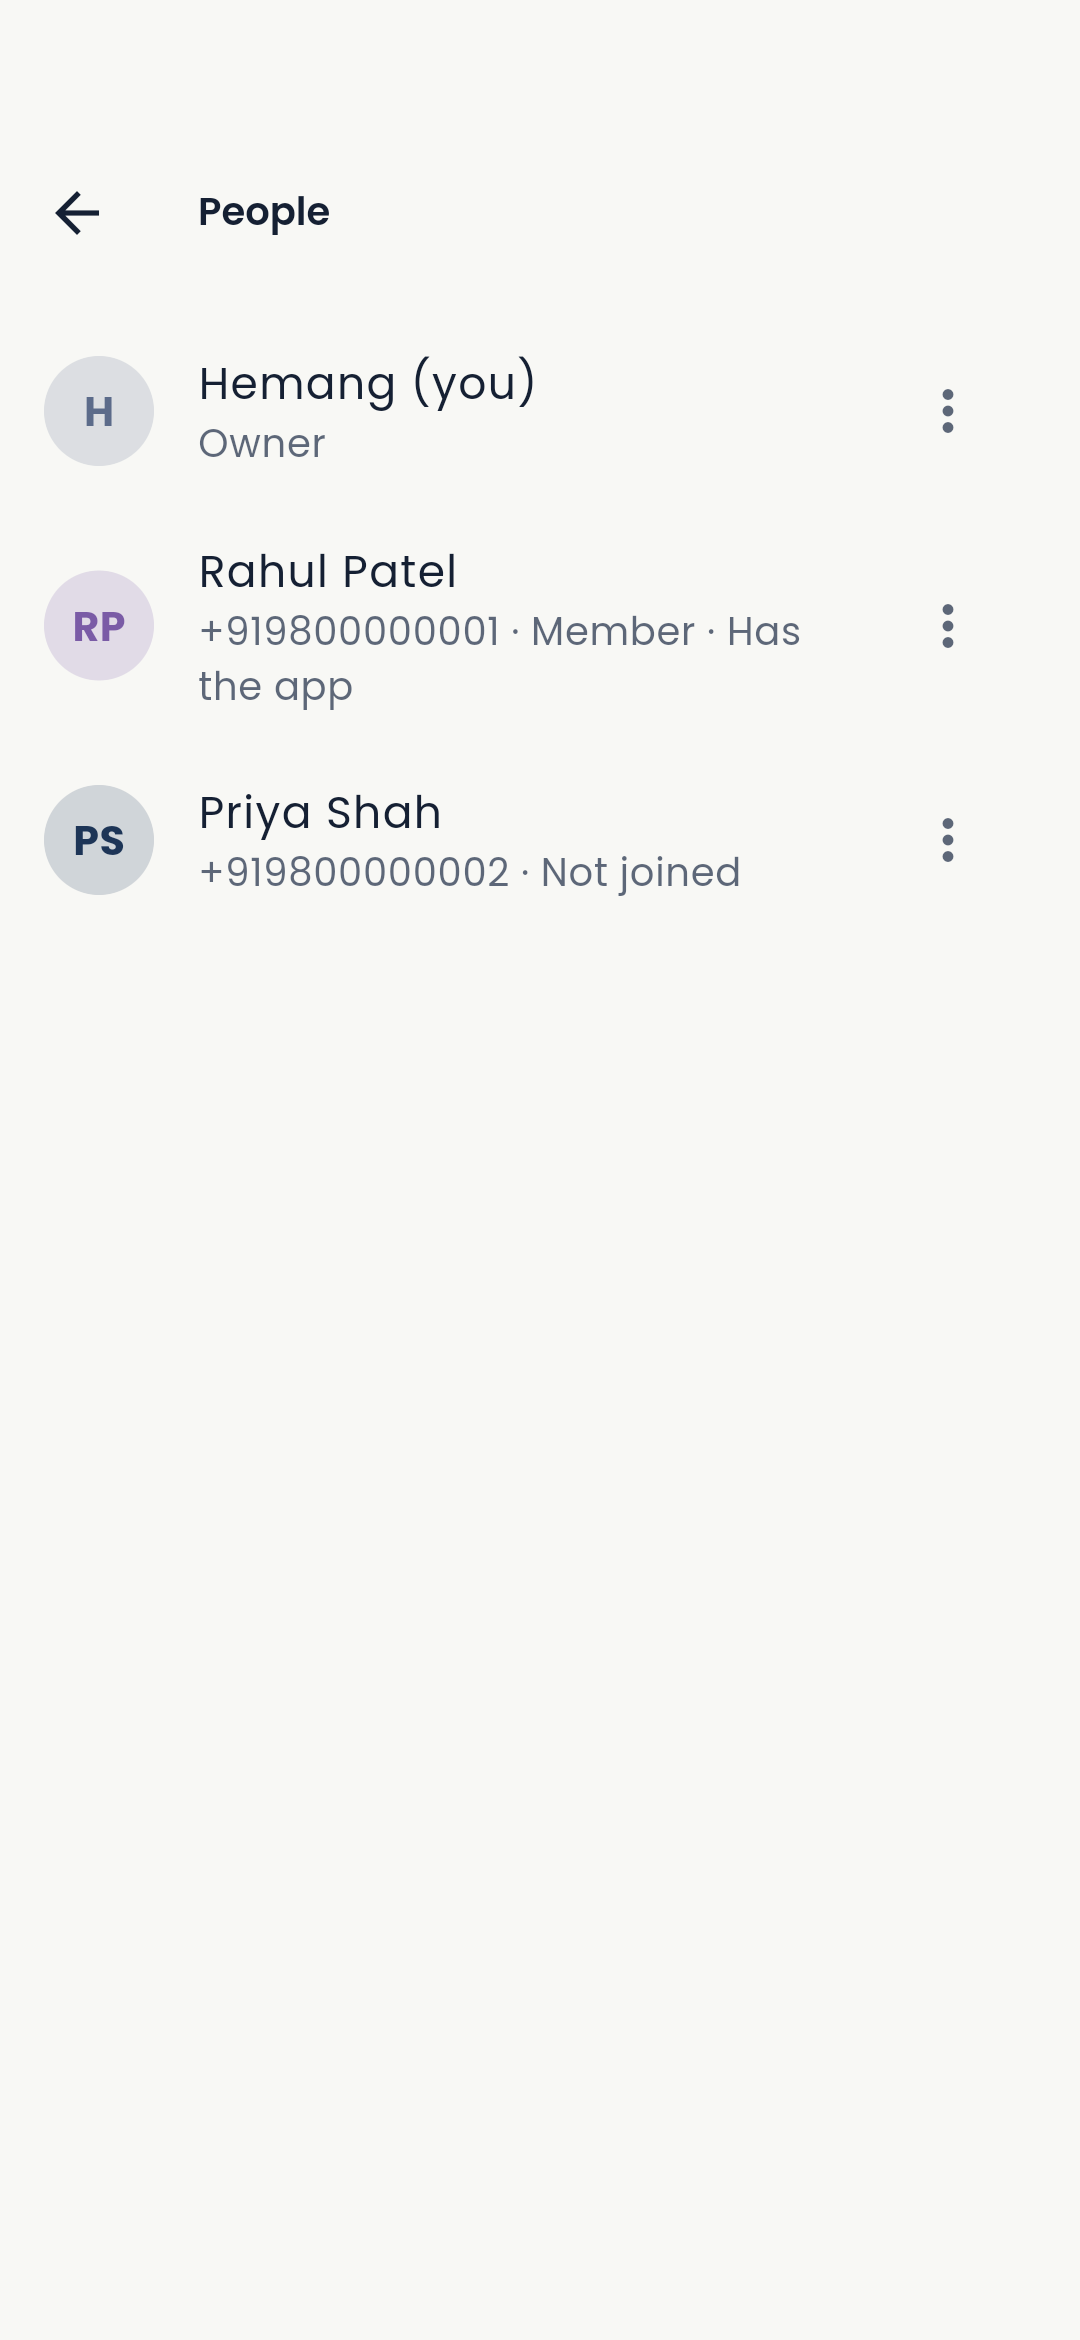 People
H
Hemang (you)
Owner
RP
Rahul Patel
+919800000001 · Member · Has
the app
PS
Priya Shah
+919800000002 · Not joined